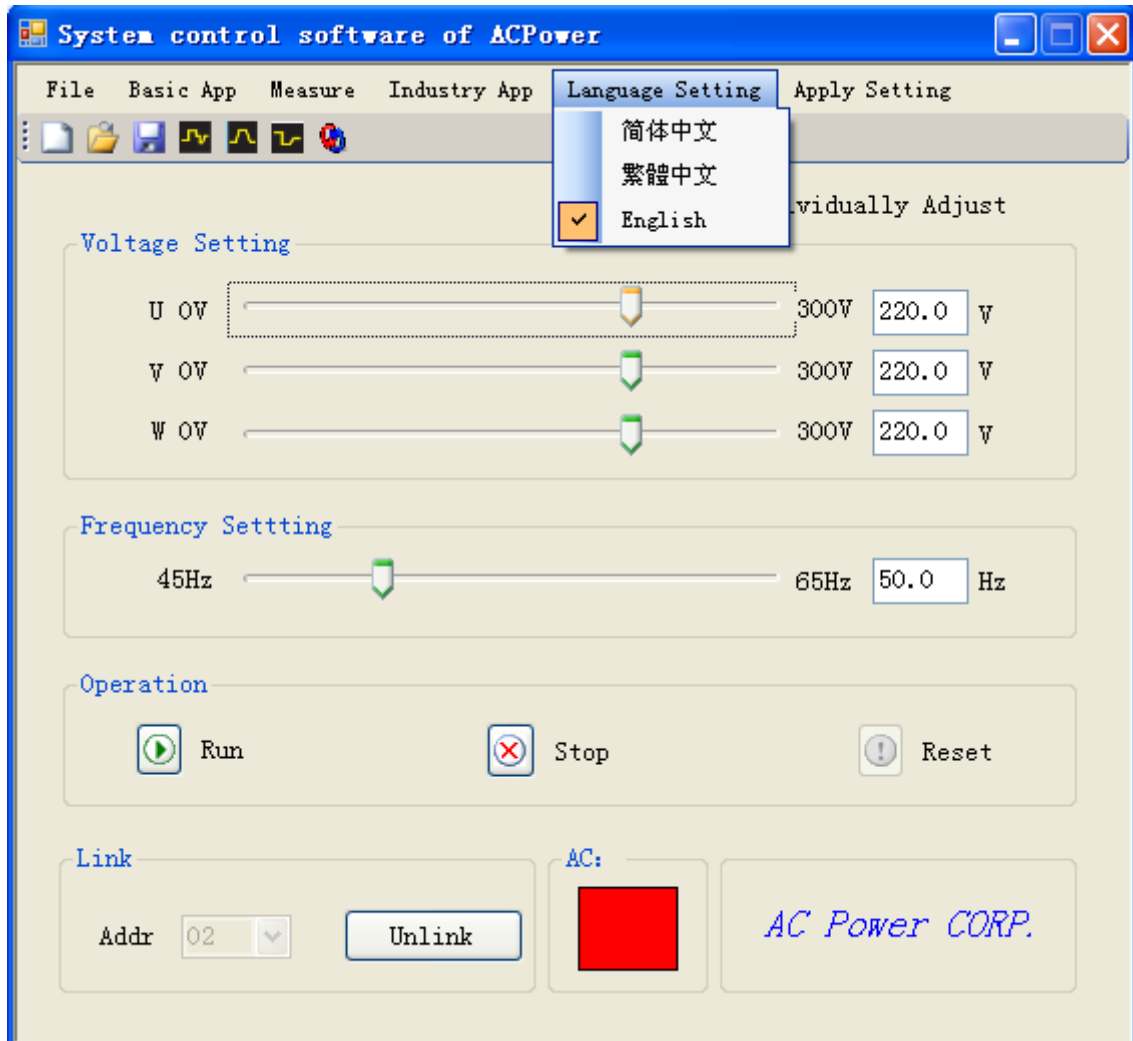 System control software of ACPower
File Basic App Measure Industry App Language Setting Apply Setting
简体中文
繁體中文
English
ividually Adjust
Voltage Setting
U 0V 300V 220.0 V
V 0V 300V 220.0 V
W 0V 300V 220.0 V
Frequency Settting
45Hz 65Hz 50.0 Hz
Operation
Run Stop Reset
Link
AC:
Addr 02 Unlink
AC Power CORP.